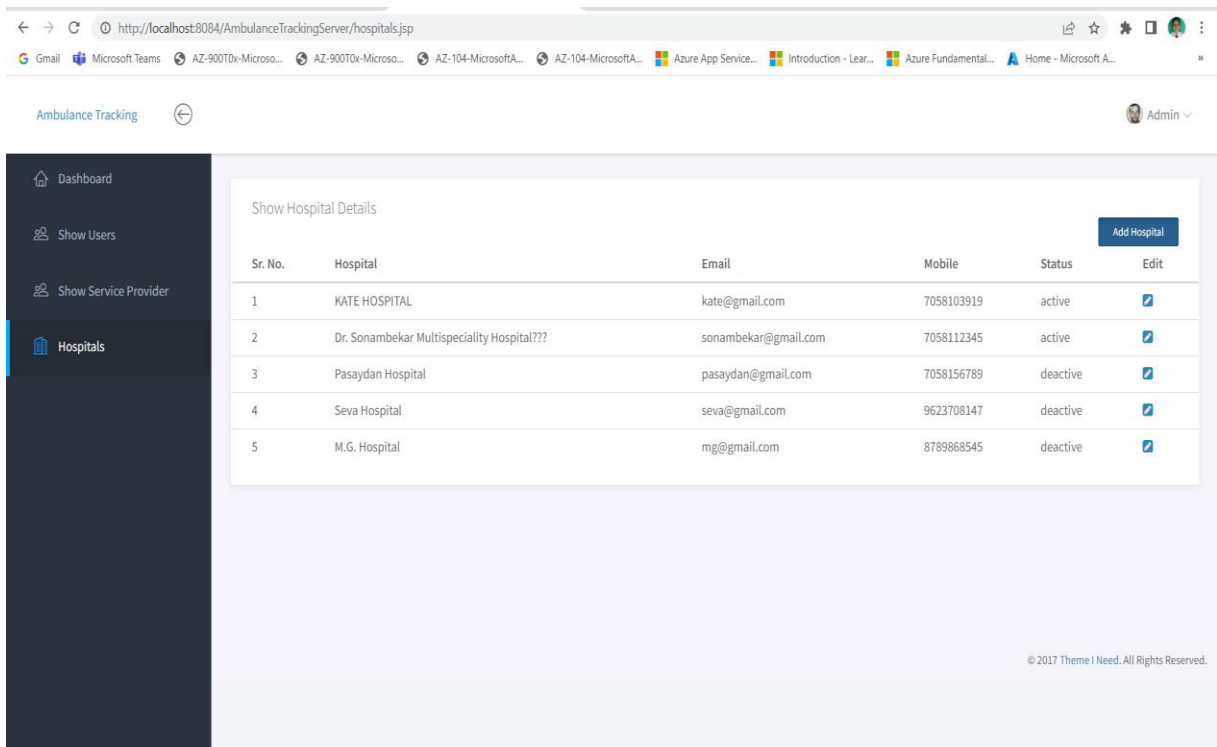 http://localhost:8084/AmbulanceTrackingServer/hospitals.jsp
Gmail Microsoft Teams AZ-900T0x-Microso... AZ-900T0x-Microso... AZ-104-MicrosoftA... AZ-104-MicrosoftA... Azure App Service... Introduction - Lear... Azure Fundamental... Home - Microsoft A... »
Ambulance Tracking Admin
Dashboard
Show Users
Show Service Provider
Hospitals
Show Hospital Details
Add Hospital
Sr. No. Hospital Email Mobile Status Edit
1 KATE HOSPITAL kate@gmail.com 7058103919 active
2 Dr. Sonambekar Multispeciality Hospital??? sonambekar@gmail.com 7058112345 active
3 Pasaydan Hospital pasaydan@gmail.com 7058156789 deactive
4 Seva Hospital seva@gmail.com 9623708147 deactive
5 M.G. Hospital mg@gmail.com 8789868545 deactive
© 2017 Theme I Need. All Rights Reserved.